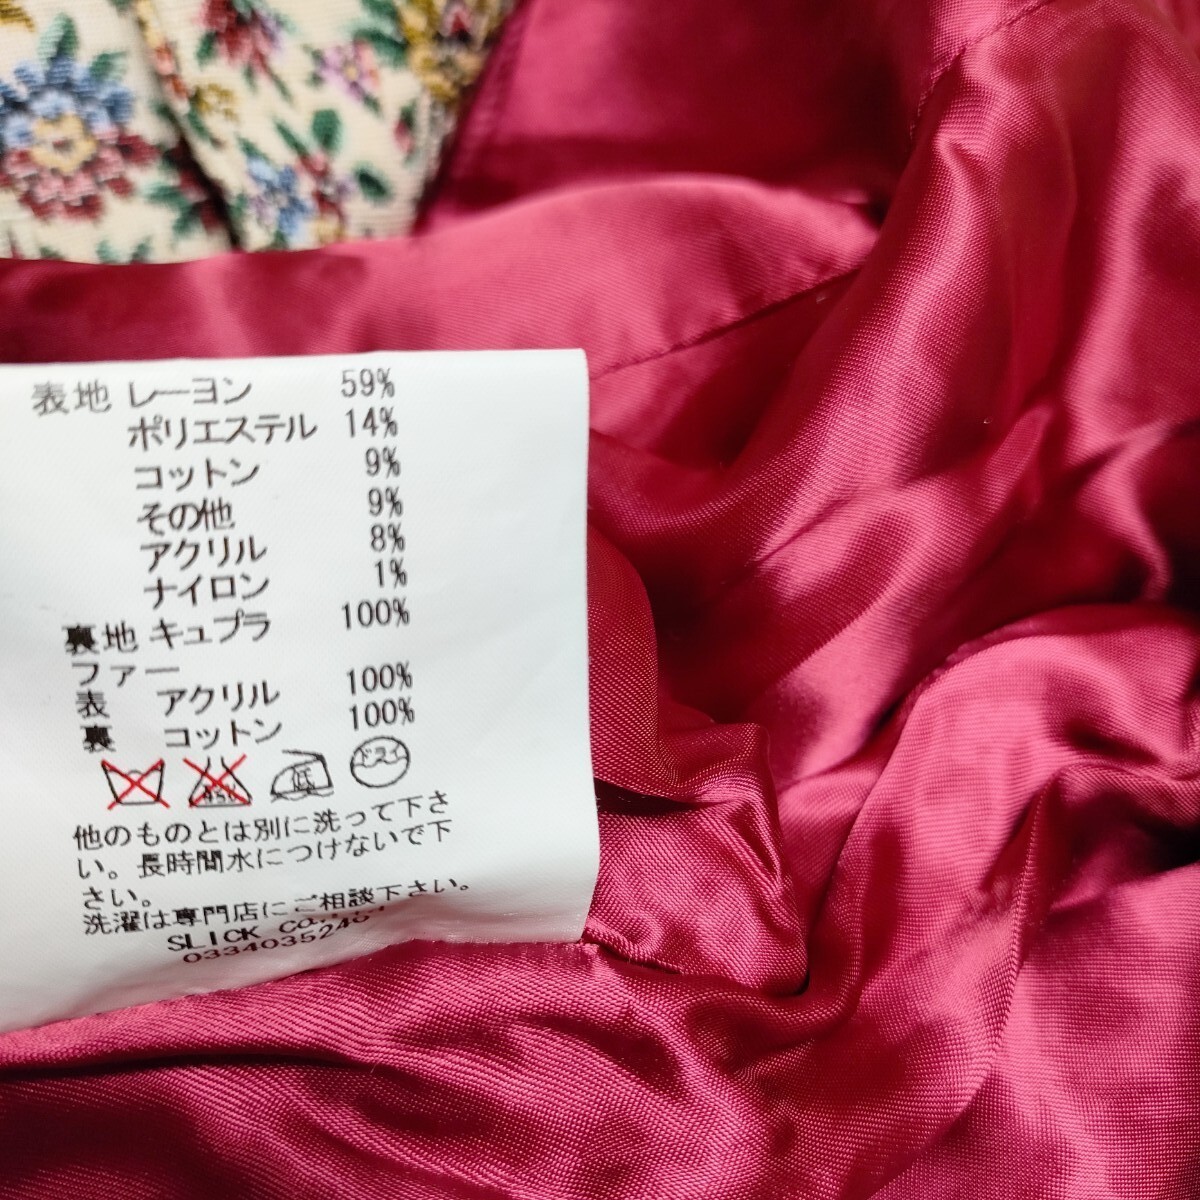 表地 レーヨン 59%
ポリエステル 14%
コットン 9%
その他 9%
アクリル 8%
ナイロン 1%
裏地 キュプラ 100%
ファー
表 アクリル 100%
裏 コットン 100%
低 ドライ
他のものとは別に洗って下さ
い。長時間水につけないで下
さい。
洗濯は専門店にご相談下さい。
SLICK